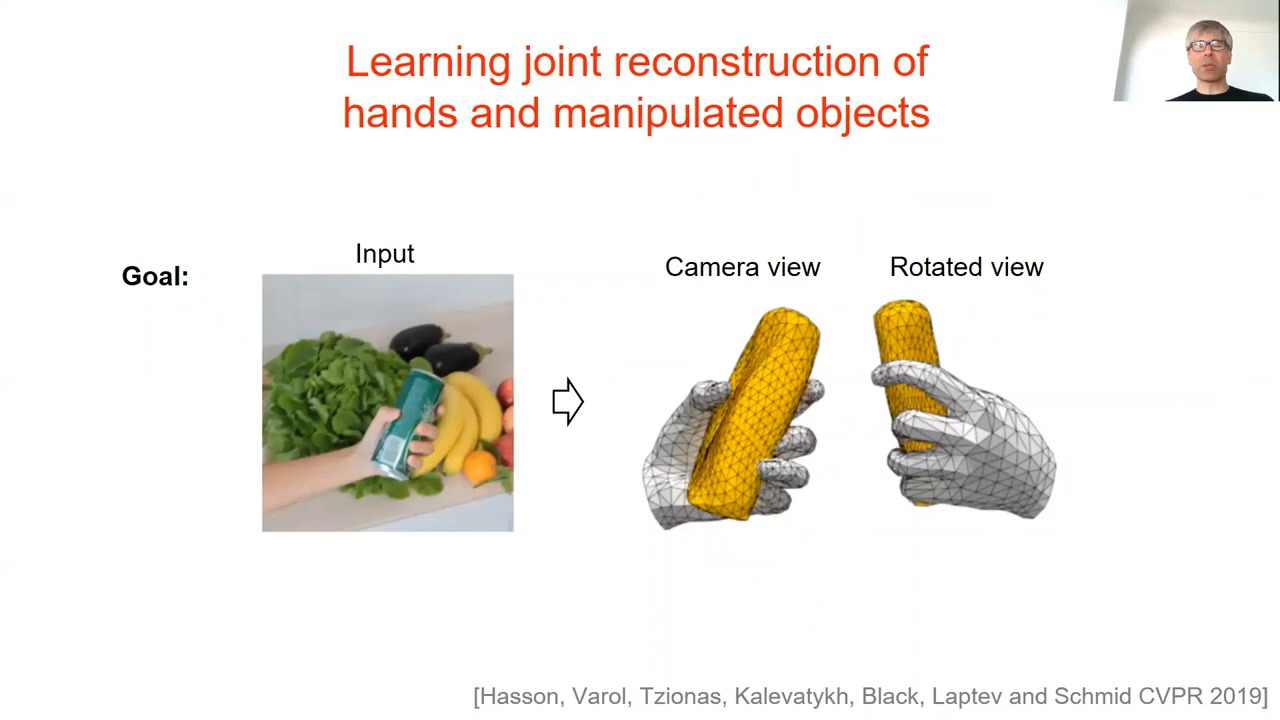 Learning joint reconstruction of
hands and manipulated objects
Goal:
Input
Camera view
Rotated view
[Hasson, Varol, Tzionas, Kalevatykh, Black, Laptev and Schmid CVPR 2019]